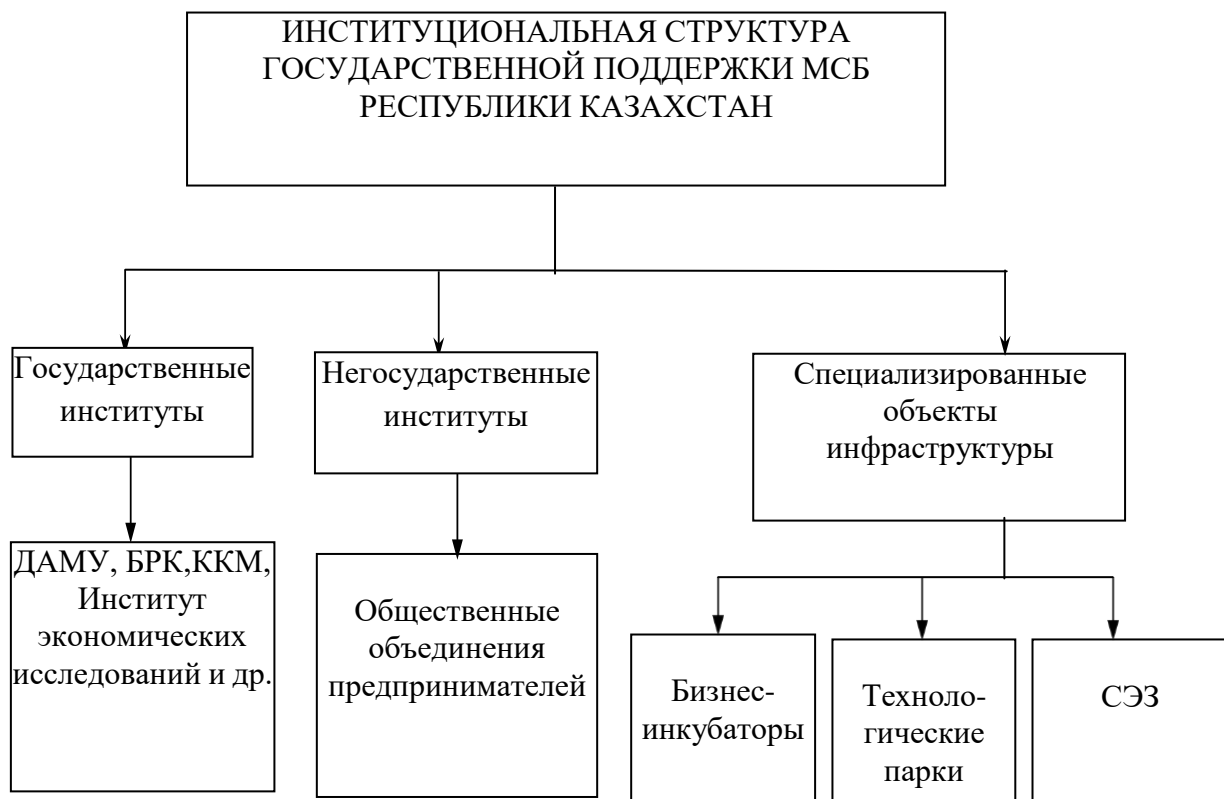 ИНСТИТУЦИОНАЛЬНАЯ СТРУКТУРА
ГОСУДАРСТВЕННОЙ ПОДДЕРЖКИ МСБ
РЕСПУБЛИКИ КАЗАХСТАН
Государственные
институты
Негосударственные
институты
Специализированные
объекты
инфраструктуры
ДАМУ, БРК,ККМ,
Институт
экономических
исследований и др.
Общественные
объединения
предпринимателей
Бизнес-
инкубаторы
Техноло-
гические
парки
СЭЗ